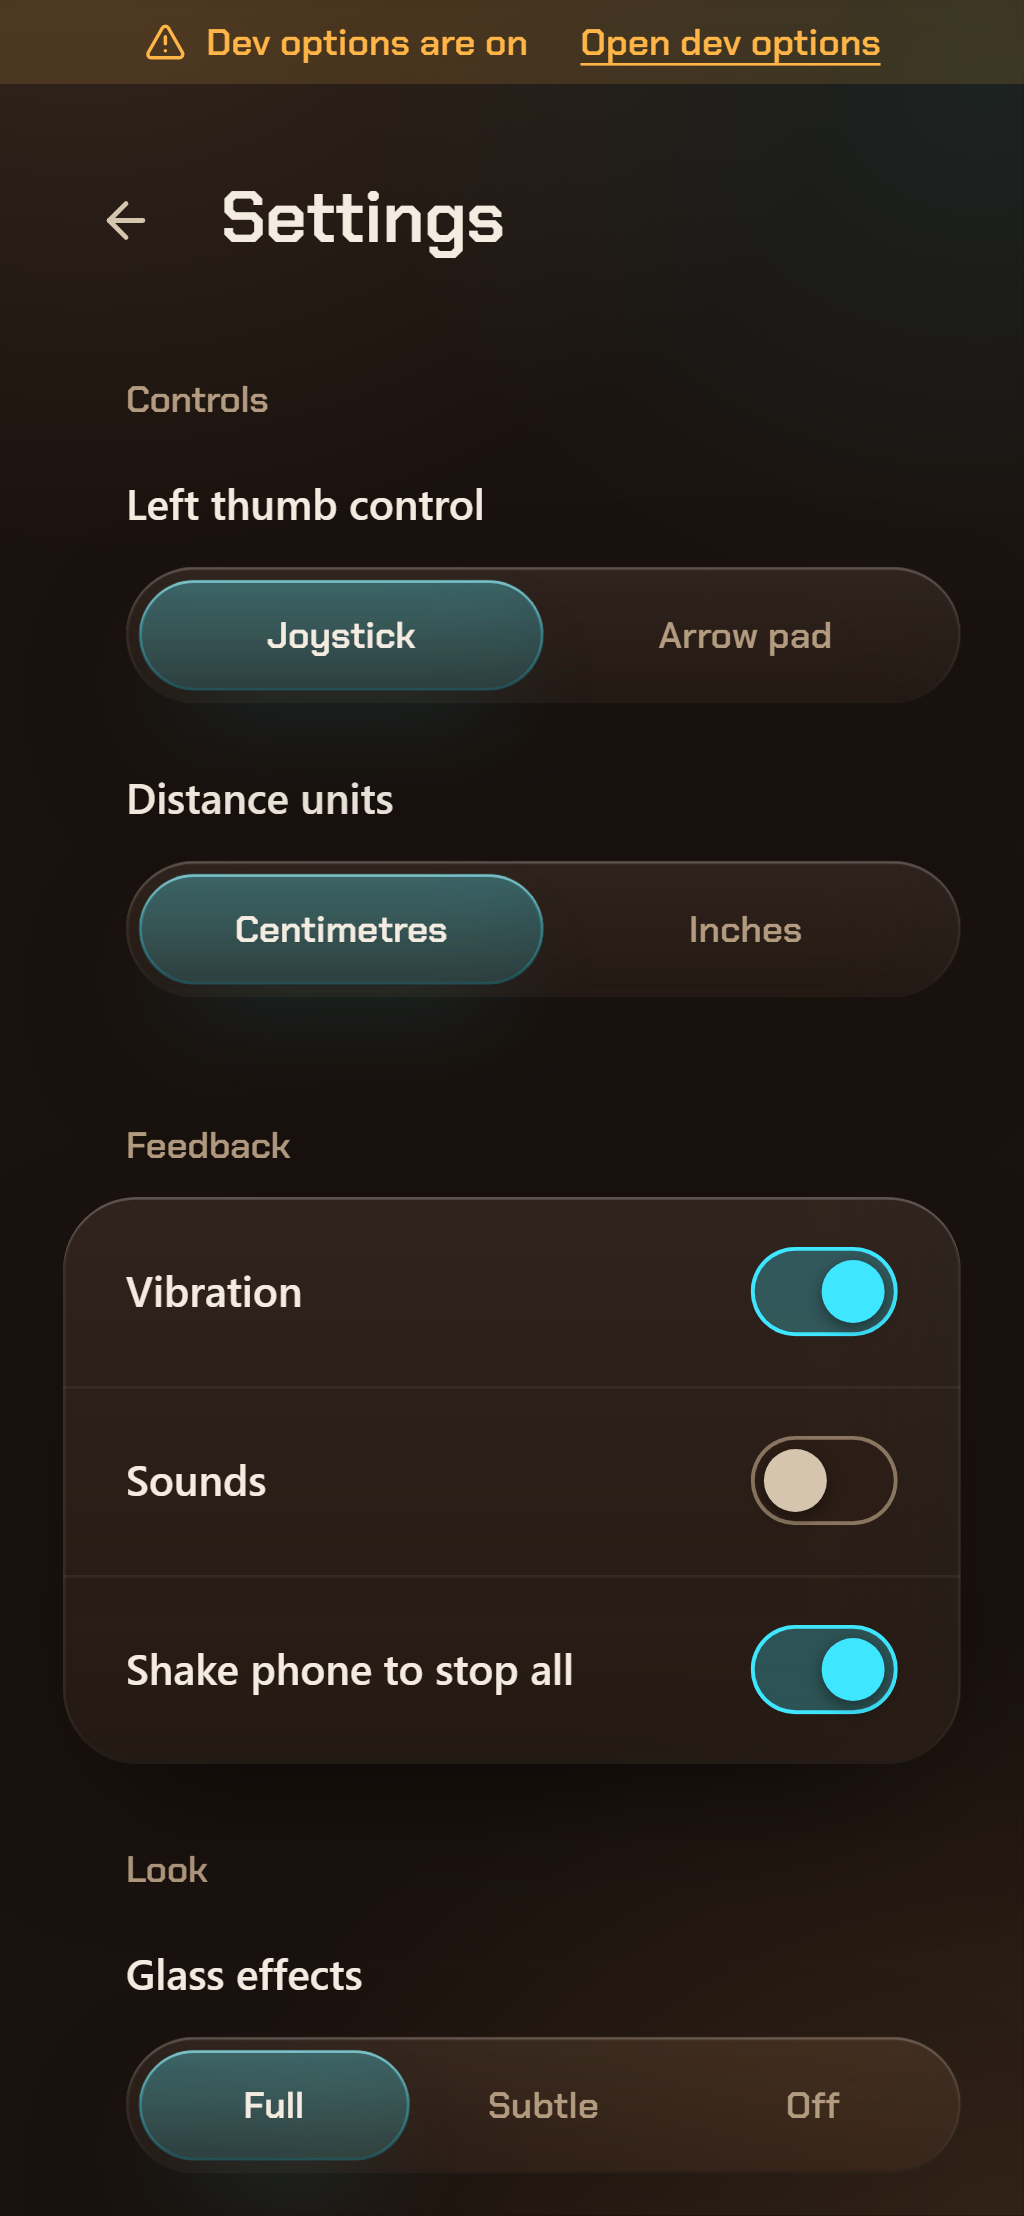 Dev options are on Open dev options
Settings
Controls
Left thumb control
Joystick Arrow pad
Distance units
Centimetres Inches
Feedback
Vibration
Sounds
Shake phone to stop all
Look
Glass effects
Full Subtle Off